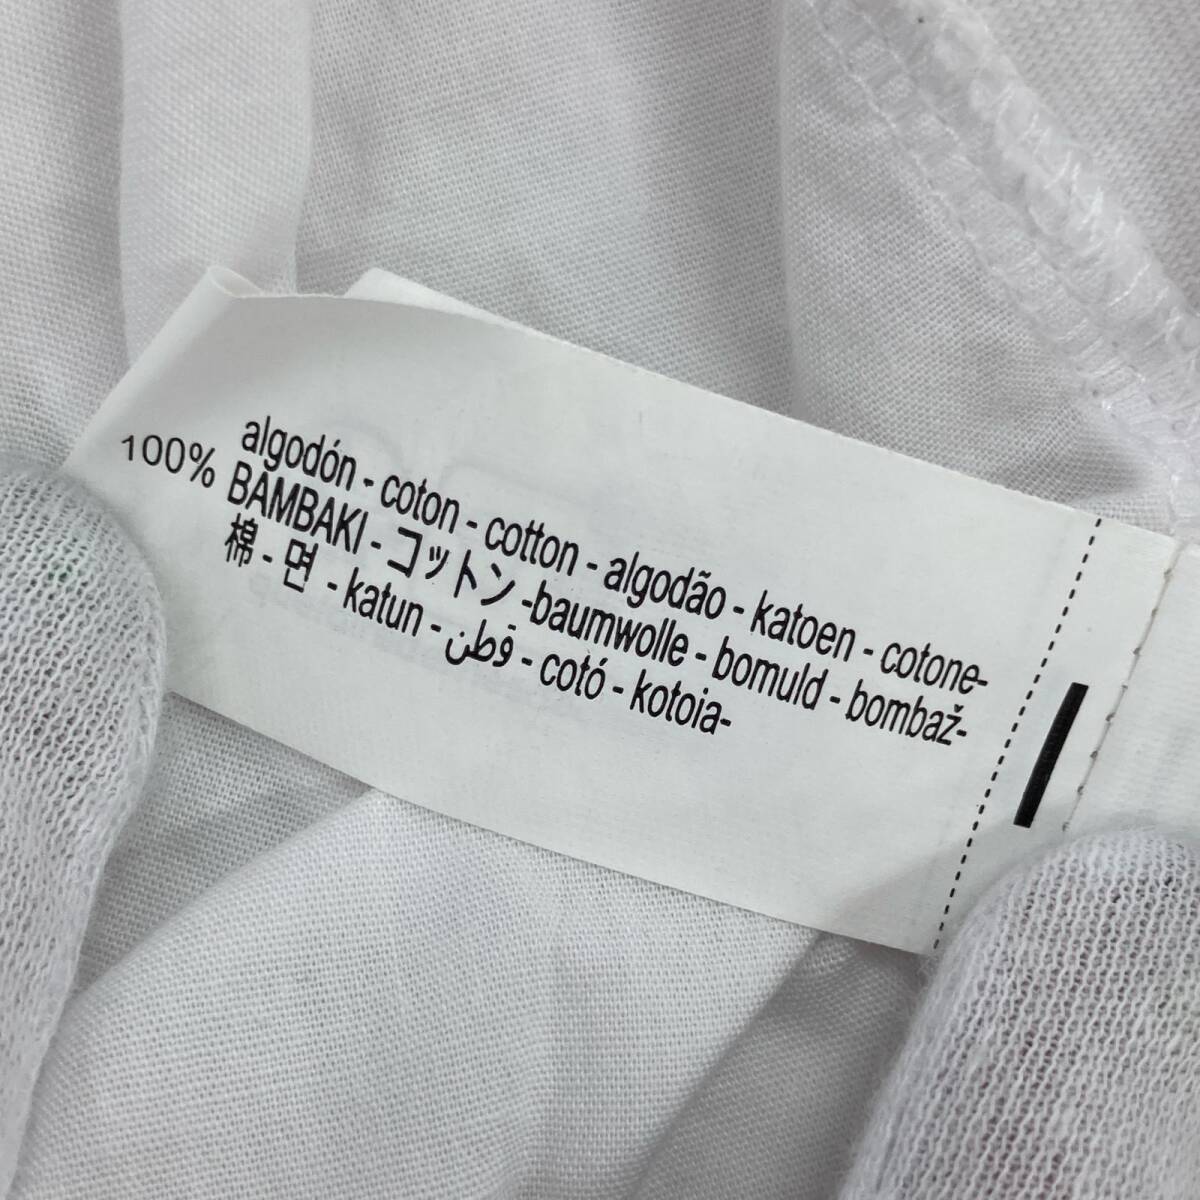 100% algodón - coton - cotton - algodão - katoen - cotone-
BAMBAKI - コットン -baumwolle - bomuld - bombaž-
棉 - 면 - katun - قطن - cotó - kotoia-